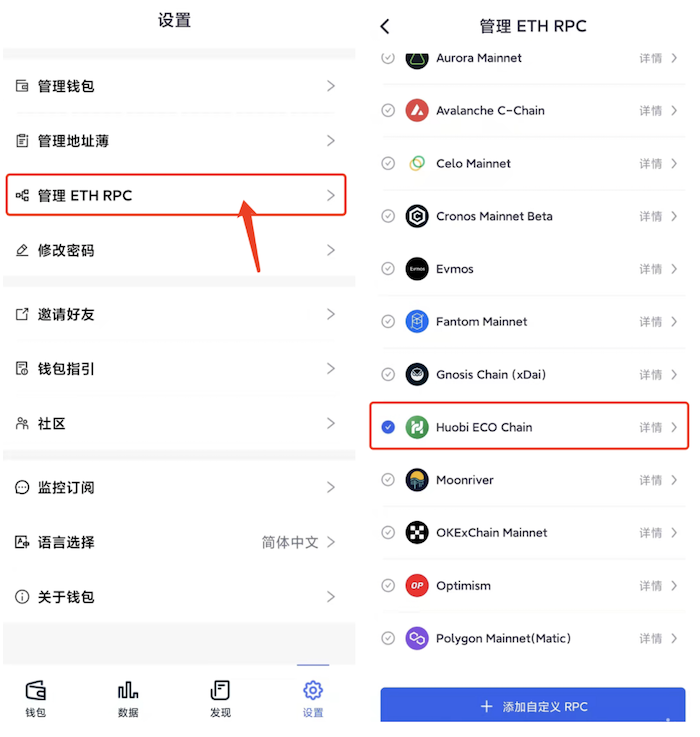 设置
管理钱包
管理地址薄
管理 ETH RPC
修改密码
邀请好友
钱包指引
社区
监控订阅
语言选择 简体中文
关于钱包
钱包 数据 发现 设置
管理 ETH RPC
Aurora Mainnet 详情
Avalanche C-Chain 详情
Celo Mainnet 详情
Cronos Mainnet Beta 详情
Evmos Evmos 详情
Fantom Mainnet 详情
Gnosis Chain (xDai) 详情
Huobi ECO Chain 详情
Moonriver 详情
OKExChain Mainnet 详情
OP Optimism 详情
Polygon Mainnet(Matic) 详情
添加自定义 RPC